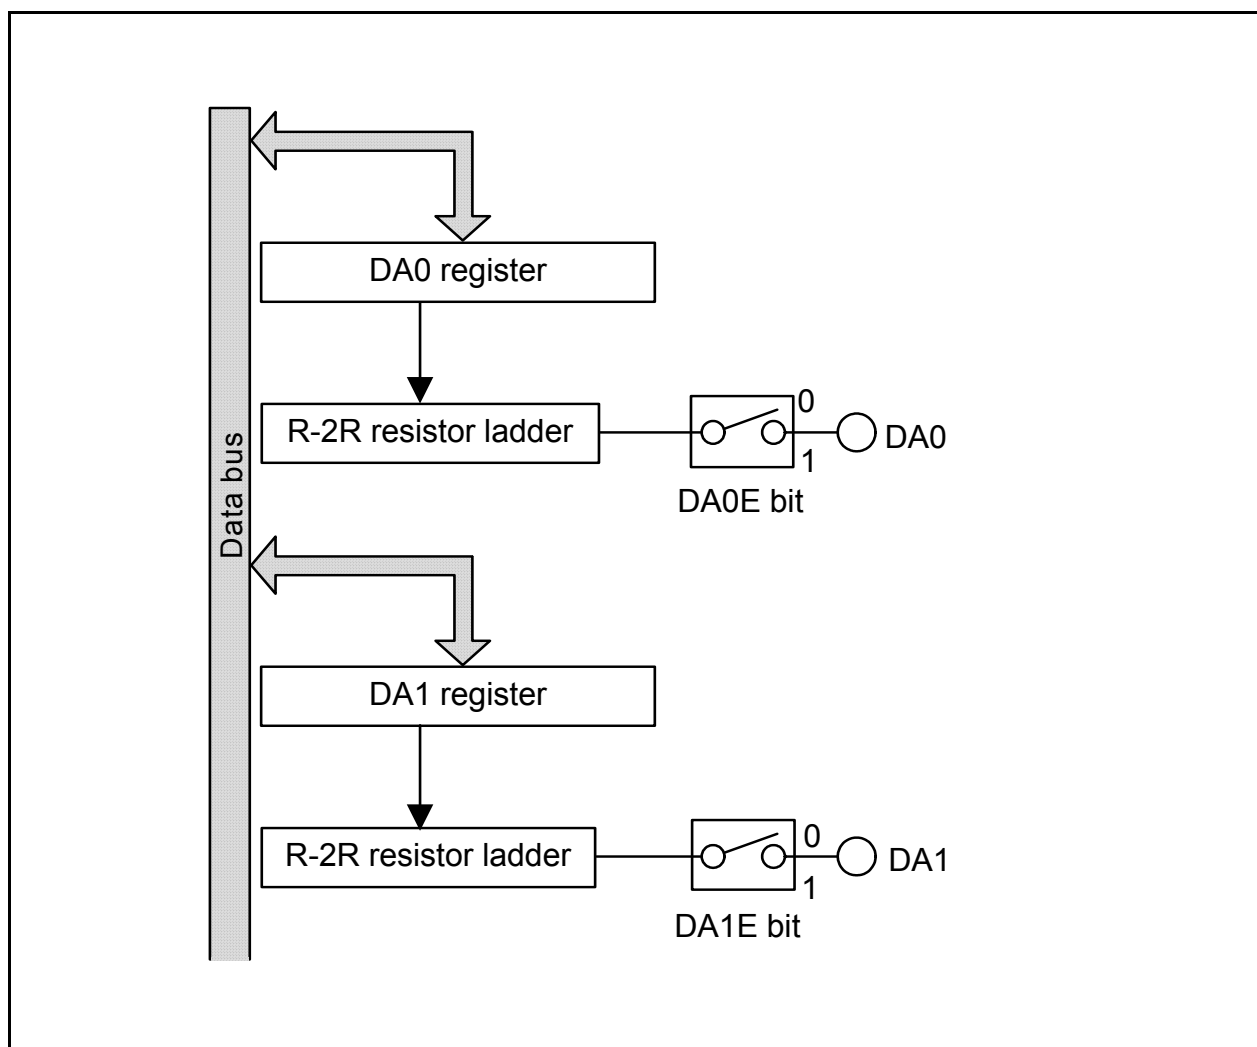 Data bus
DA0 register
R-2R resistor ladder
0
1
DA0
DA0E bit
DA1 register
R-2R resistor ladder
0
1
DA1
DA1E bit